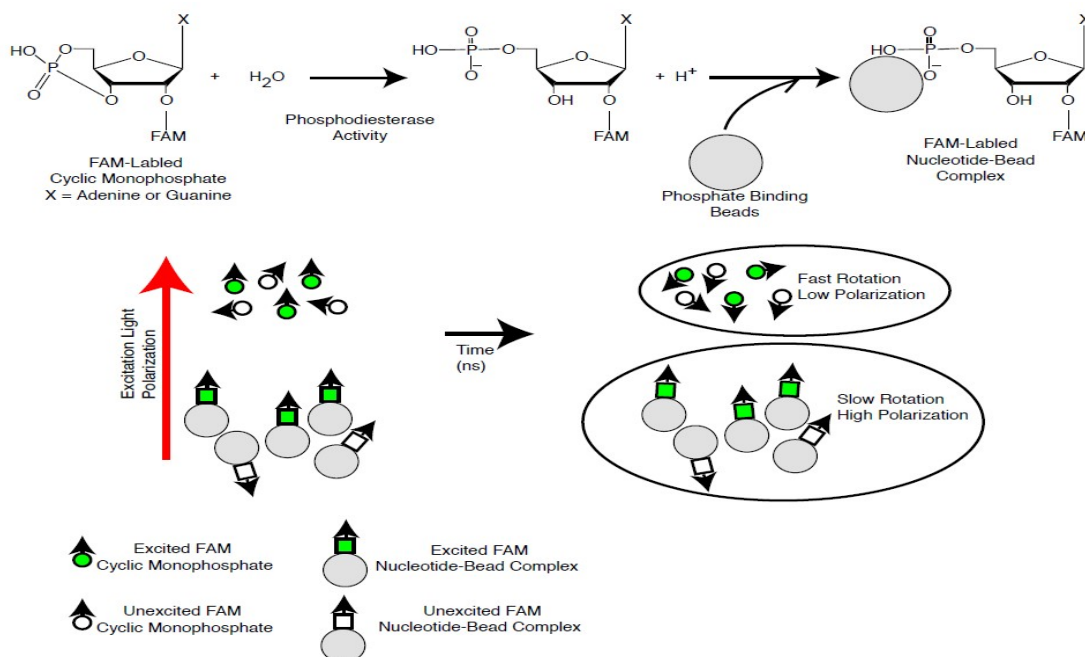 X
HO
O
P
O
O
O
O
FAM
FAM-Labled
Cyclic Monophosphate
X = Adenine or Guanine
+ H₂O
Phosphodiesterase
Activity
X
O
HO-P-O
O
−
O
OH
O
FAM
+ H⁺
Phosphate Binding
Beads
X
O
HO-P-O
O
−
O
OH
O
FAM
FAM-Labled
Nucleotide-Bead
Complex
Excitation Light
Polarization
Time
(ns)
Fast Rotation
Low Polarization
Slow Rotation
High Polarization
Excited FAM
Cyclic Monophosphate
Excited FAM
Nucleotide-Bead Complex
Unexcited FAM
Cyclic Monophosphate
Unexcited FAM
Nucleotide-Bead Complex